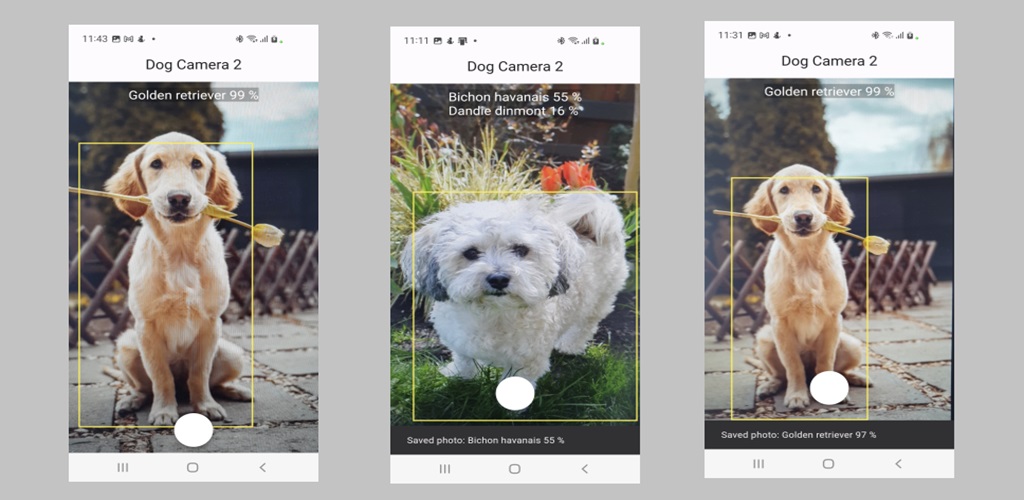 11:43
Dog Camera 2
Golden retriever 99 %
11:11
Dog Camera 2
Bichon havanais 55 %
Dandie dinmont 16 %
Saved photo: Bichon havanais 55 %
11:31
Dog Camera 2
Golden retriever 99 %
Saved photo: Golden retriever 97 %